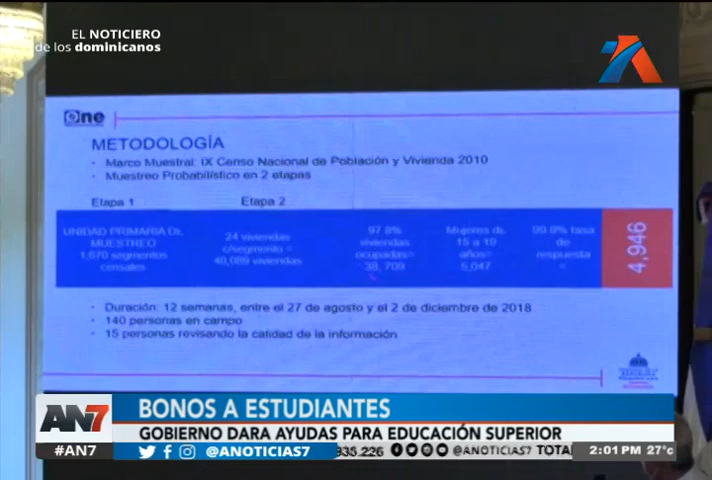 EL NOTICIERO
de los dominicanos
one
METODOLOGÍA
• Marco Muestral: IX Censo Nacional de Población y Vivienda 2010
• Muestreo Probabilístico en 2 etapas
Etapa 1
Etapa 2
UNIDAD PRIMARIA DE
MUESTREO
1,670 segmentos
censales
24 viviendas
c/segmento =
40,089 viviendas
97.8%
viviendas
ocupadas=
38,709
Mujeres de
15 a 19
años=
5,047
99.8% tasa
de
respuesta
=
4,946
• Duración: 12 semanas, entre el 27 de agosto y el 2 de diciembre de 2018
• 140 personas en campo
• 15 personas revisando la calidad de la información
REPÚBLICA
AN7
#AN7
BONOS A ESTUDIANTES
GOBIERNO DARA AYUDAS PARA EDUCACIÓN SUPERIOR
@ANOTICIAS7
935.226
@ANOTICIAS7 TOTA
2:01 PM 27°c